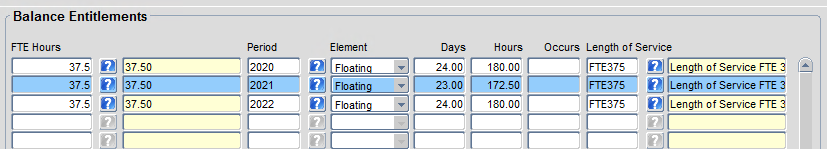 Balance Entitlements
FTE Hours Period Element Days Hours Occurs Length of Service
37.5 ? 37.50 2020 ? Floating 24.00 180.00 FTE375 ? Length of Service FTE 3
37.5 ? 37.50 2021 ? Floating 23.00 172.50 FTE375 ? Length of Service FTE 3
37.5 ? 37.50 2022 ? Floating 24.00 180.00 FTE375 ? Length of Service FTE 3
? ? ?
? ? ?